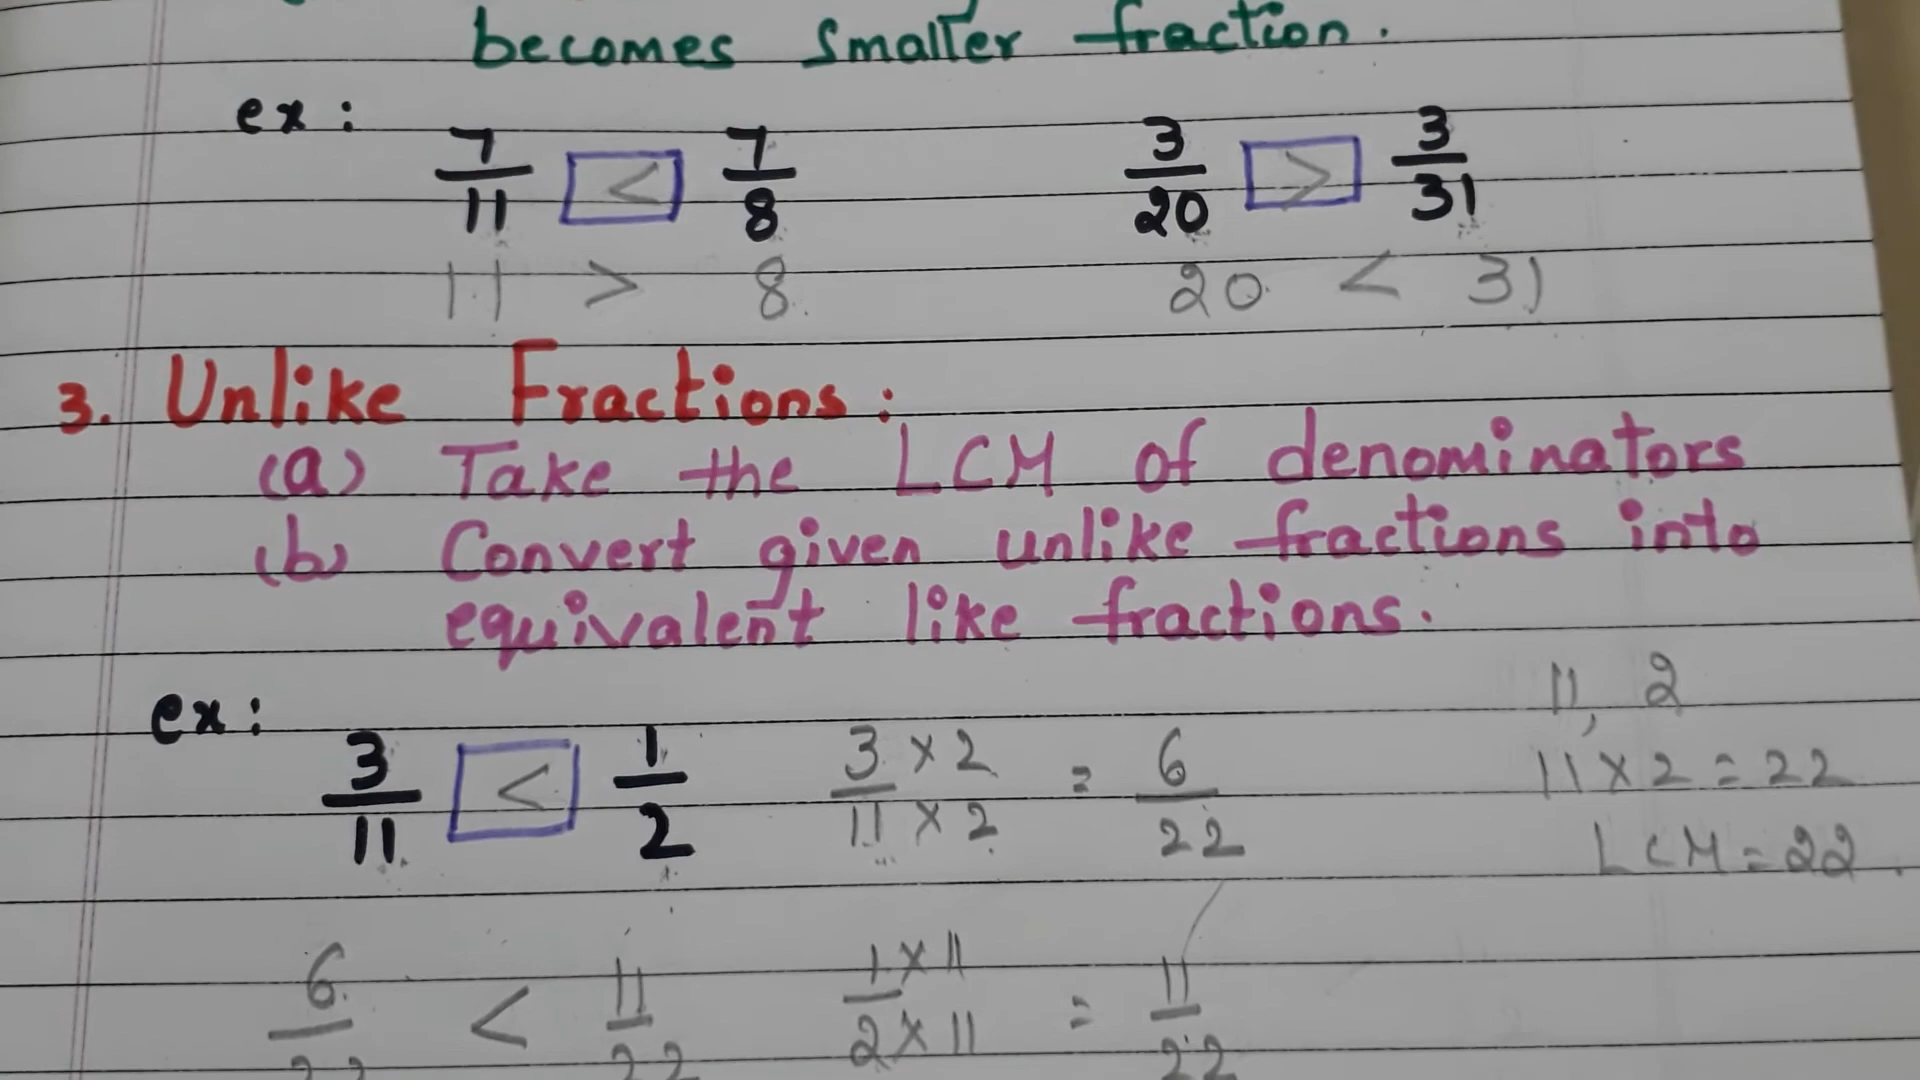 becomes smaller fraction.
ex:
7/11 < 7/8    3/20 > 3/31
11 > 8    20 < 31
3. Unlike Fractions:
(a) Take the LCM of denominators
(b) Convert given unlike fractions into
equivalent like fractions.
11, 2
ex:
3/11 < 1/2    3 × 2 / 11 × 2 = 6/22    11 × 2 = 22
LCM = 22
6/22 < 11/22    1 × 11 / 2 × 11 = 11/22